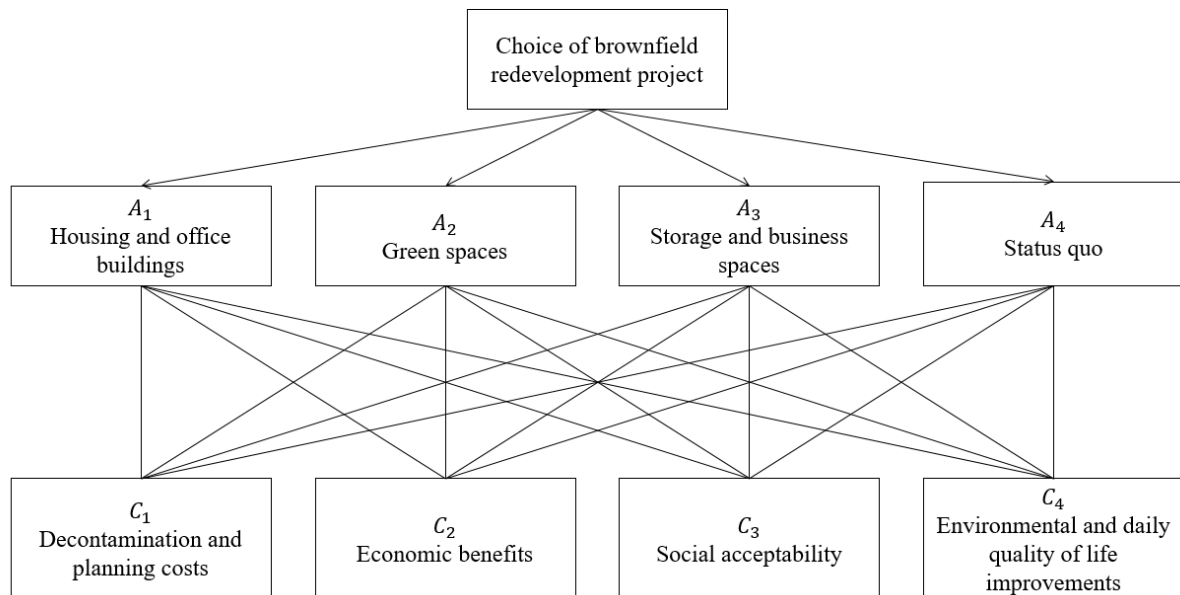 Choice of brownfield
redevelopment project
A₁
Housing and office
buildings
A₂
Green spaces
A₃
Storage and business
spaces
A₄
Status quo
C₁
Decontamination and
planning costs
C₂
Economic benefits
C₃
Social acceptability
C₄
Environmental and daily
quality of life
improvements